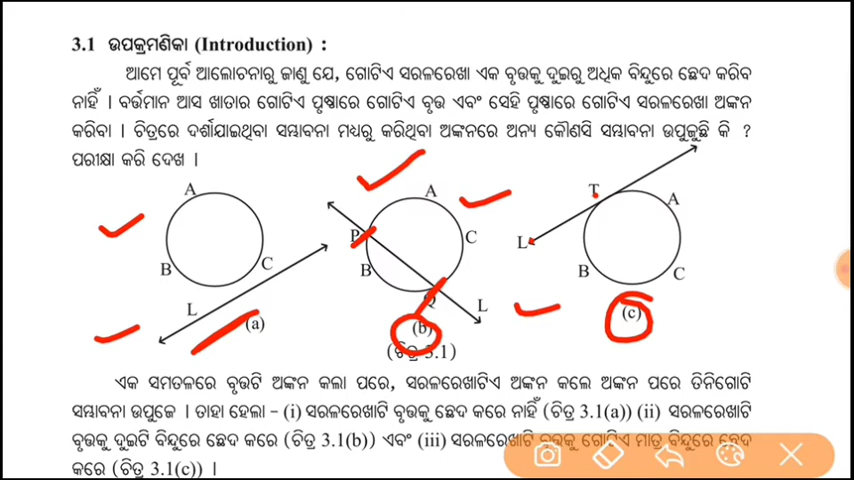 3.1 ଉପକ୍ରମଣିକା (Introduction) :
ଆମେ ପୂର୍ବ ଆଲୋଚନାରୁ ଜାଣୁ ଯେ, ଗୋଟିଏ ସରଳରେଖା ଏକ ବୃତ୍ତକୁ ଦୁଇରୁ ଅଧିକ ବିନ୍ଦୁରେ ଛେଦ କରିବ
ନାହିଁ । ବର୍ତ୍ତମାନ ଆସ ଖାତାର ଗୋଟିଏ ପୃଷ୍ଠାରେ ଗୋଟିଏ ବୃତ୍ତ ଏବଂ ସେହି ପୃଷ୍ଠାରେ ଗୋଟିଏ ସରଳରେଖା ଅଙ୍କନ
କରିବା । ଚିତ୍ରରେ ଦର୍ଶାଯାଇଥିବା ସମ୍ଭାବନା ମଧ୍ୟରୁ କରିଥିବା ଅଙ୍କନରେ ଅନ୍ୟ କୌଣସି ସମ୍ଭାବନା ଉପୁଜୁଛି କି ?
ପରୀକ୍ଷା କରି ଦେଖ ।
A B C L (a)
A P C B Q L (b)
T A L B C (c)
(ଚିତ୍ର 3.1)
ଏକ ସମତଳରେ ବୃତ୍ତଟି ଅଙ୍କନ କଲା ପରେ, ସରଳରେଖାଟିଏ ଅଙ୍କନ କଲେ ଅଙ୍କନ ପରେ ତିନିଗୋଟି
ସମ୍ଭାବନା ଉପୁଜେ । ତାହା ହେଲା - (i) ସରଳରେଖାଟି ବୃତ୍ତକୁ ଛେଦ କରେ ନାହିଁ (ଚିତ୍ର 3.1(a)) (ii) ସରଳରେଖାଟି
ବୃତ୍ତକୁ ଦୁଇଟି ବିନ୍ଦୁରେ ଛେଦ କରେ (ଚିତ୍ର 3.1(b)) ଏବଂ (iii) ସରଳରେଖାଟି ବୃତ୍ତକୁ ଗୋଟିଏ ମାତ୍ର ବିନ୍ଦୁରେ ଛେଦ
କରେ (ଚିତ୍ର 3.1(c)) ।